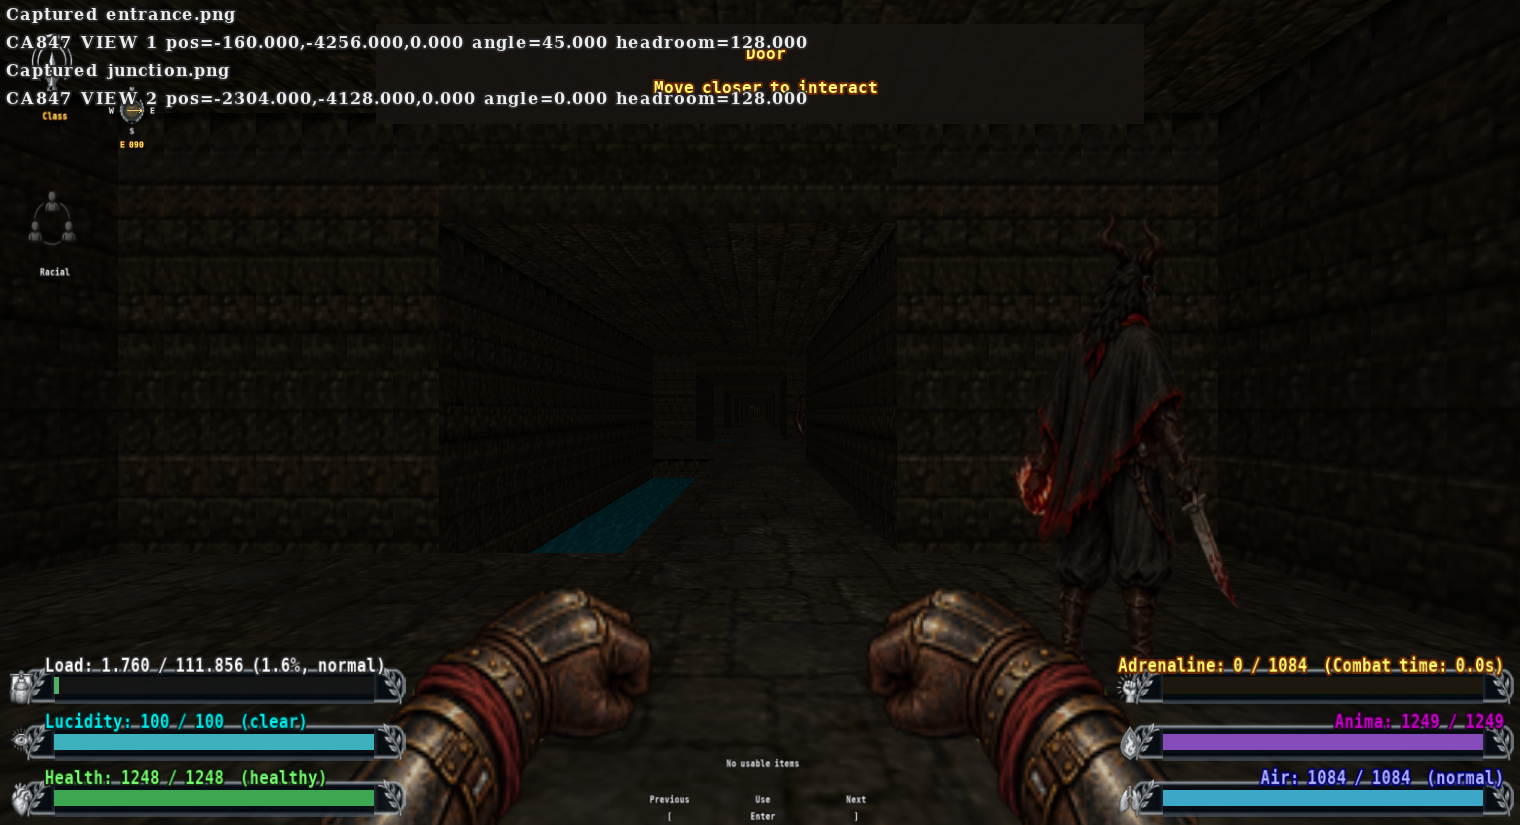 Captured entrance.png
CA847 VIEW 1 pos=-160.000,-4256.000,0.000 angle=45.000 headroom=128.000
Door
Captured junction.png
Move closer to interact
CA847 VIEW 2 pos=-2304.000,-4128.000,0.000 angle=0.000 headroom=128.000
Class
W E
S
E 090
Racial
Load: 1.760 / 111.856 (1.6%, normal)
Adrenaline: 0 / 1084 (Combat time: 0.0s)
Lucidity: 100 / 100 (clear)
Anima: 1249 / 1249
No usable items
Health: 1248 / 1248 (healthy)
Air: 1084 / 1084 (normal)
Previous Use Next
[ Enter ]